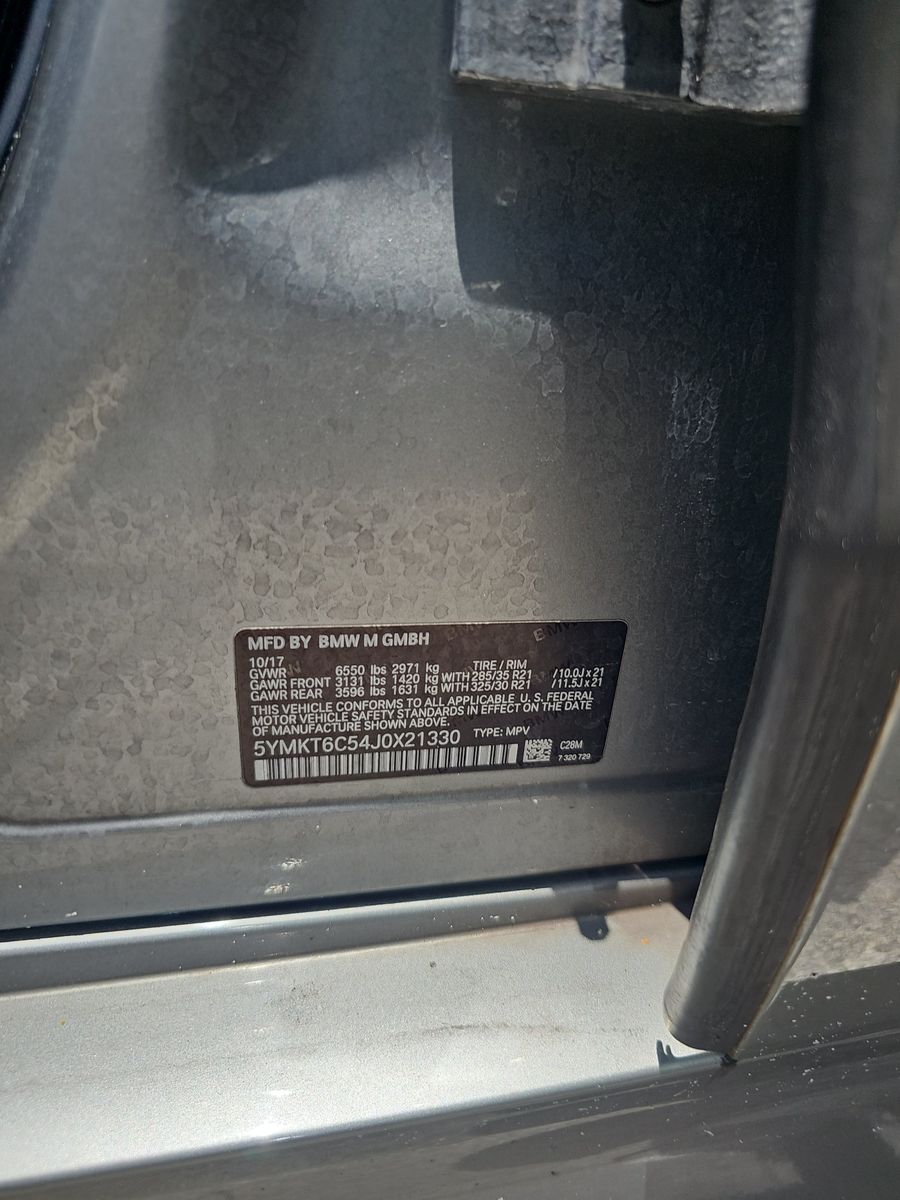 MFD BY BMW M GMBH
10/17
GVWR 6550 lbs 2971 kg TIRE / RIM
GAWR FRONT 3131 lbs 1420 kg WITH 285/35 R21 / 10.0J x 21
GAWR REAR 3596 lbs 1631 kg WITH 325/30 R21 / 11.5J x 21
THIS VEHICLE CONFORMS TO ALL APPLICABLE U. S. FEDERAL
MOTOR VEHICLE SAFETY STANDARDS IN EFFECT ON THE DATE
OF MANUFACTURE SHOWN ABOVE.
5YMKT6C54J0X21330 TYPE: MPV
C28M
7 320 729